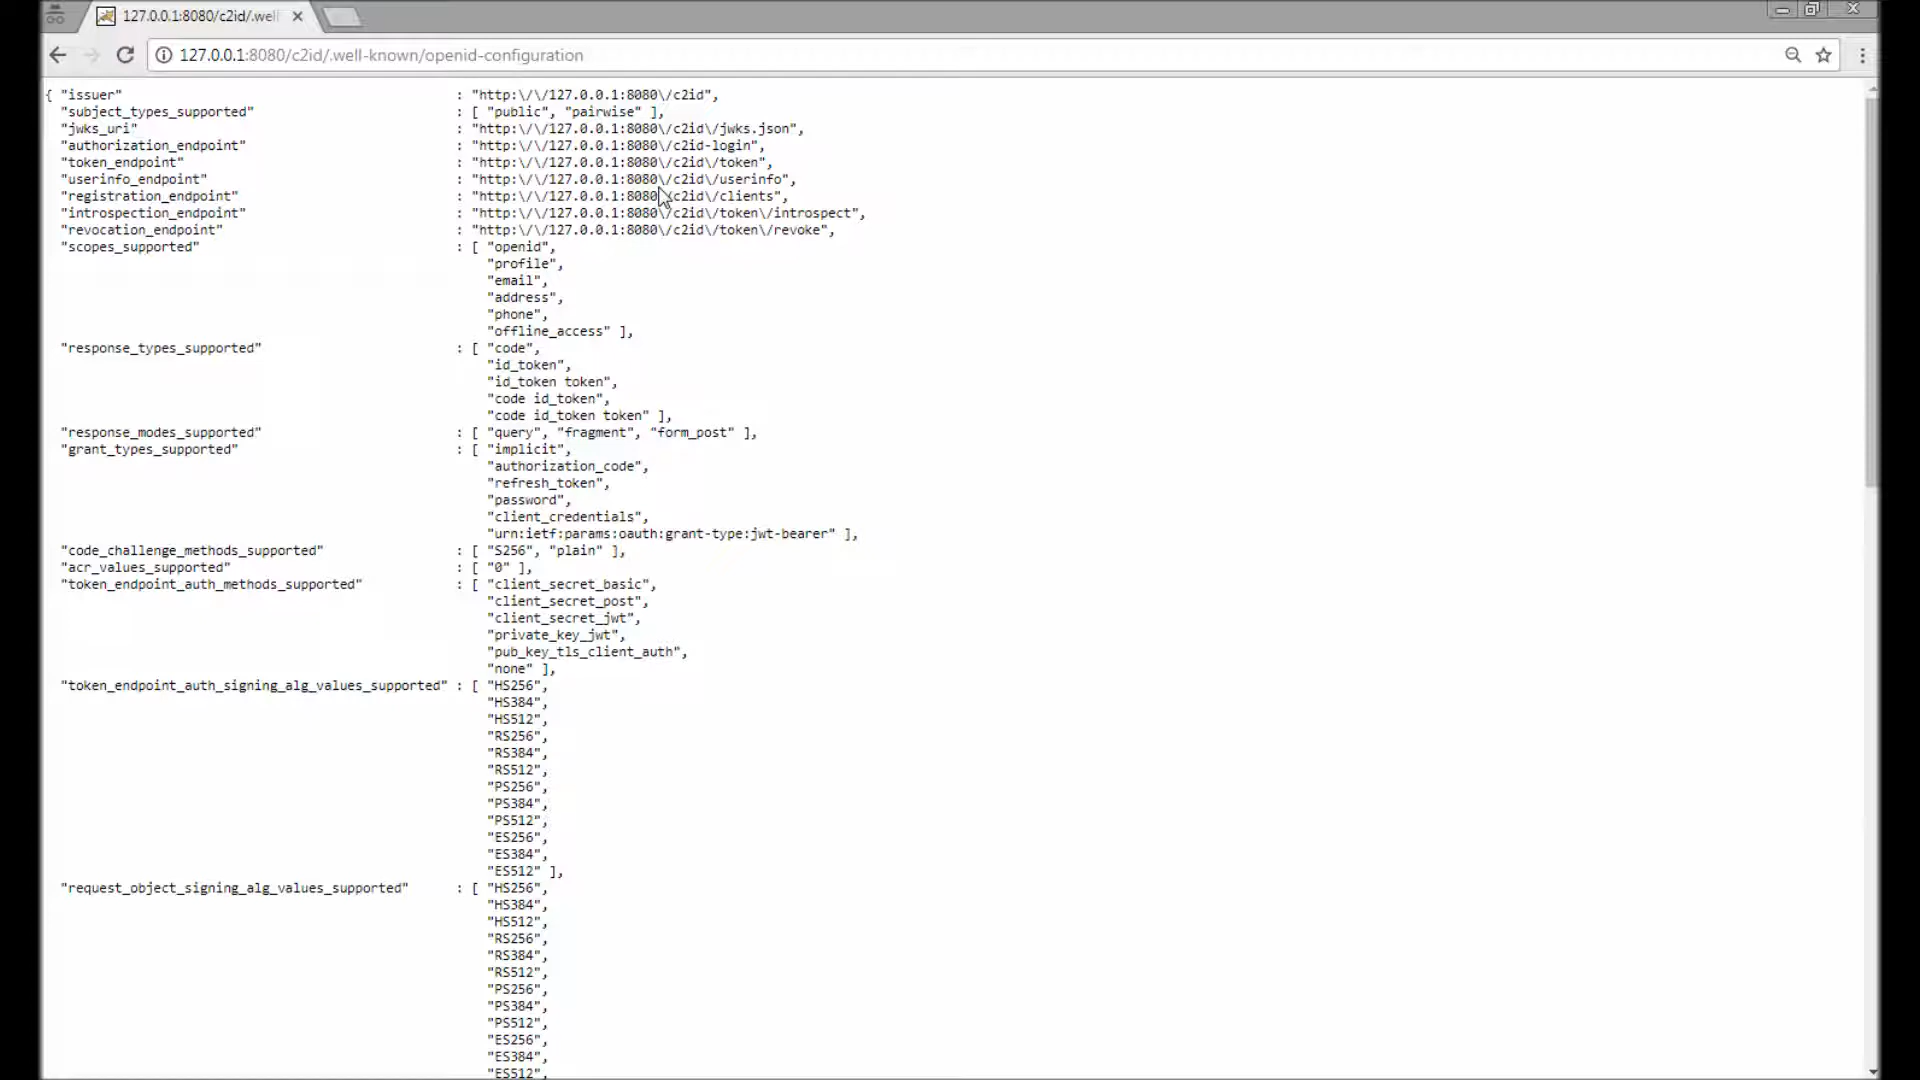 127.0.0.1:8080/c2id/.well
127.0.0.1:8080/c2id/.well-known/openid-configuration
{ "issuer" : "http:\/\/127.0.0.1:8080\/c2id",
"subject_types_supported" : [ "public", "pairwise" ],
"jwks_uri" : "http:\/\/127.0.0.1:8080\/c2id\/jwks.json",
"authorization_endpoint" : "http:\/\/127.0.0.1:8080\/c2id-login",
"token_endpoint" : "http:\/\/127.0.0.1:8080\/c2id\/token",
"userinfo_endpoint" : "http:\/\/127.0.0.1:8080\/c2id\/userinfo",
"registration_endpoint" : "http:\/\/127.0.0.1:8080\/c2id\/clients",
"introspection_endpoint" : "http:\/\/127.0.0.1:8080\/c2id\/token\/introspect",
"revocation_endpoint" : "http:\/\/127.0.0.1:8080\/c2id\/token\/revoke",
"scopes_supported" : [ "openid",
"profile",
"email",
"address",
"phone",
"offline_access" ],
"response_types_supported" : [ "code",
"id_token",
"id_token token",
"code id_token",
"code id_token token" ],
"response_modes_supported" : [ "query", "fragment", "form_post" ],
"grant_types_supported" : [ "implicit",
"authorization_code",
"refresh_token",
"password",
"client_credentials",
"urn:ietf:params:oauth:grant-type:jwt-bearer" ],
"code_challenge_methods_supported" : [ "S256", "plain" ],
"acr_values_supported" : [ "0" ],
"token_endpoint_auth_methods_supported" : [ "client_secret_basic",
"client_secret_post",
"client_secret_jwt",
"private_key_jwt",
"pub_key_tls_client_auth",
"none" ],
"token_endpoint_auth_signing_alg_values_supported" : [ "HS256",
"HS384",
"HS512",
"RS256",
"RS384",
"RS512",
"PS256",
"PS384",
"PS512",
"ES256",
"ES384",
"ES512" ],
"request_object_signing_alg_values_supported" : [ "HS256",
"HS384",
"HS512",
"RS256",
"RS384",
"RS512",
"PS256",
"PS384",
"PS512",
"ES256",
"ES384",
"ES512",